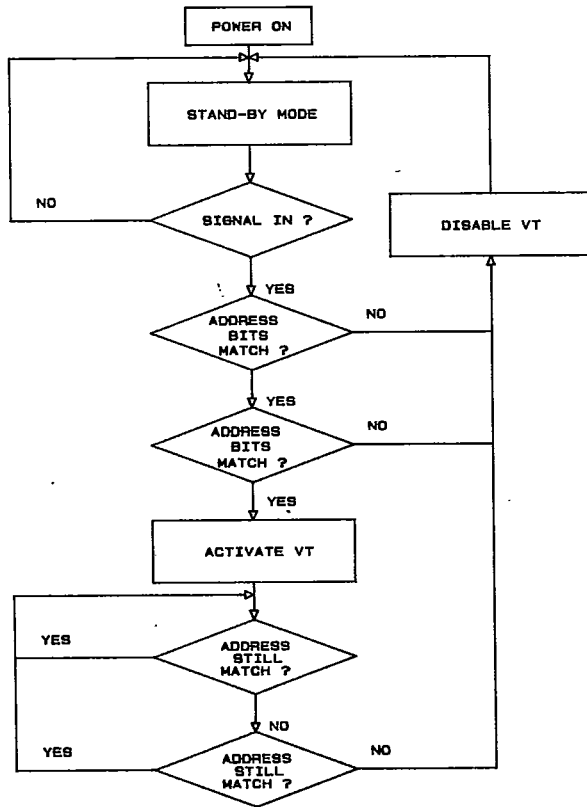 POWER ON
STAND-BY MODE
NO
SIGNAL IN ?
DISABLE VT
YES
ADDRESS
BITS
MATCH ?
NO
YES
ADDRESS
BITS
MATCH ?
NO
YES
ACTIVATE VT
YES
ADDRESS
STILL
MATCH ?
NO
YES
ADDRESS
STILL
MATCH ?
NO